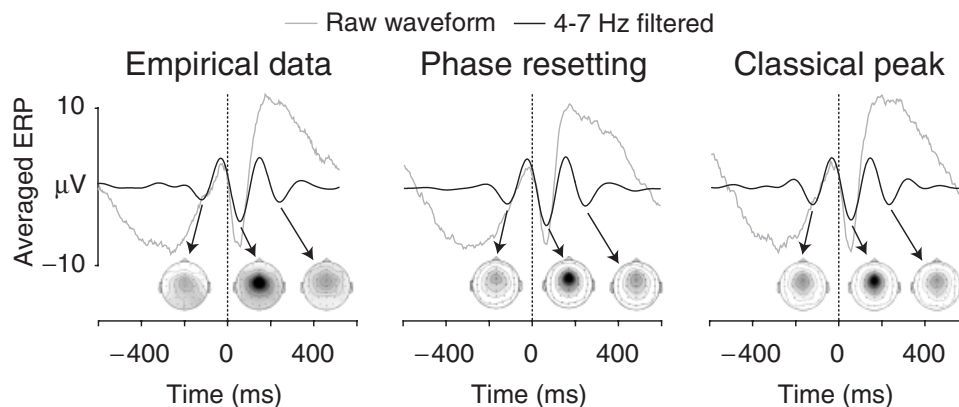 Raw waveform 4-7 Hz filtered
Empirical data Phase resetting Classical peak
Averaged ERP
10
μV
−10
−400 0 400 −400 0 400 −400 0 400
Time (ms) Time (ms) Time (ms)